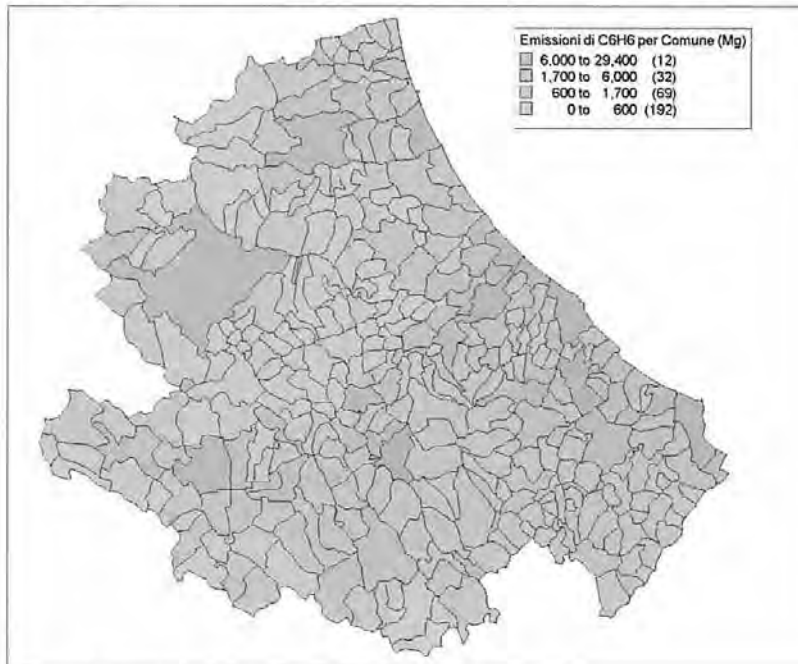 Emissioni di C6H6 per Comune (Mg)
6,000 to 29,400 (12)
1,700 to 6,000 (32)
600 to 1,700 (69)
0 to 600 (192)